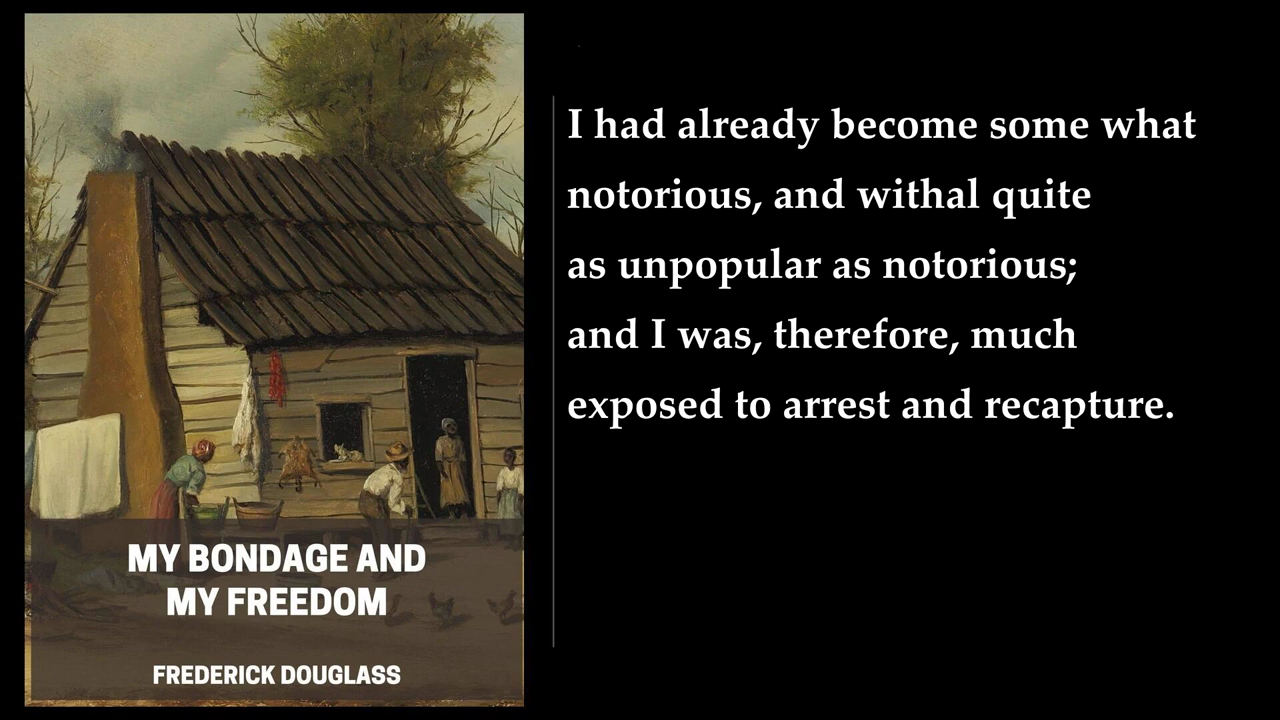 MY BONDAGE AND
MY FREEDOM
FREDERICK DOUGLASS
I had already become some what
notorious, and withal quite
as unpopular as notorious;
and I was, therefore, much
exposed to arrest and recapture.